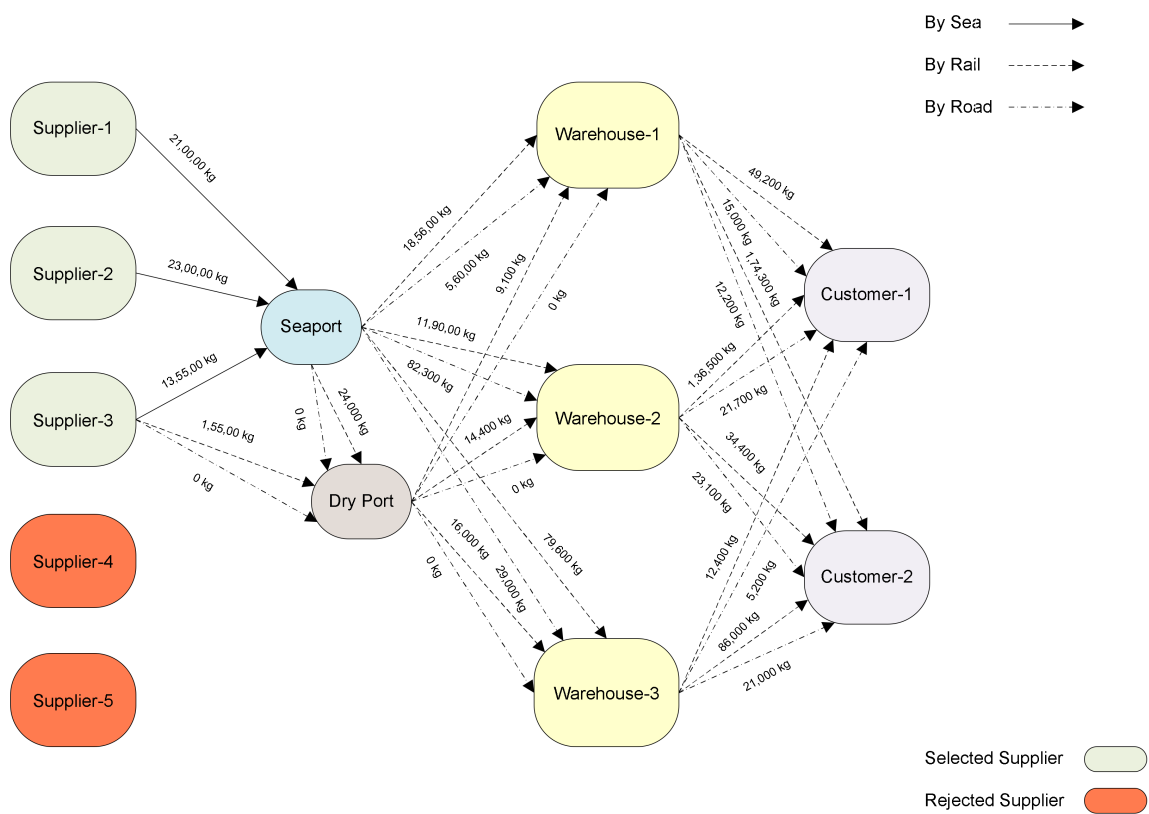 By Sea
By Rail
By Road
Supplier-1
Supplier-2
Supplier-3
Supplier-4
Supplier-5
21,00,00 kg
23,00,00 kg
13,55,00 kg
1,55,00 kg
0 kg
Seaport
0 kg
24,000 kg
Dry Port
18,56,00 kg
5,60,00 kg
9,100 kg
0 kg
11,90,00 kg
82,300 kg
14,400 kg
0 kg
79,600 kg
29,000 kg
16,000 kg
0 kg
Warehouse-1
Warehouse-2
Warehouse-3
49,200 kg
15,000 kg
1,74,300 kg
12,200 kg
1,36,500 kg
21,700 kg
34,400 kg
23,100 kg
12,400 kg
5,200 kg
86,000 kg
21,000 kg
Customer-1
Customer-2
Selected Supplier
Rejected Supplier